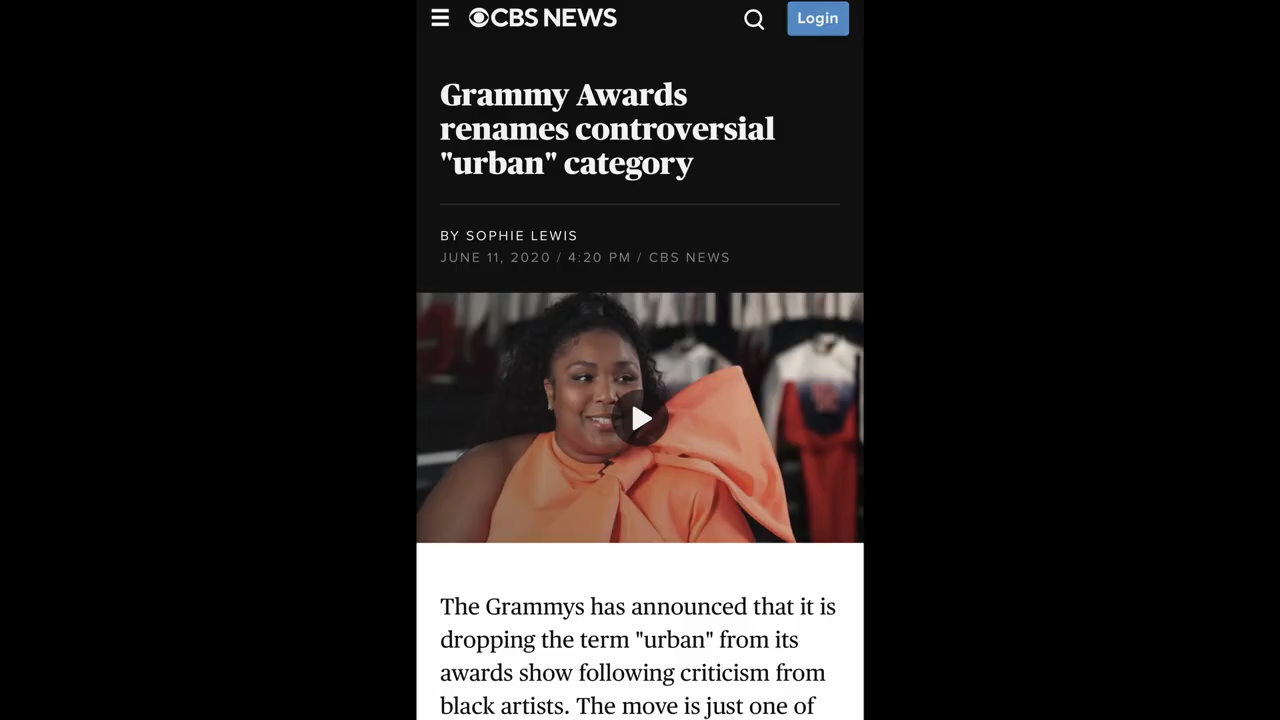 CBS NEWS
Login
Grammy Awards
renames controversial
"urban" category
BY SOPHIE LEWIS
JUNE 11, 2020 / 4:20 PM / CBS NEWS
The Grammys has announced that it is
dropping the term "urban" from its
awards show following criticism from
black artists. The move is just one of